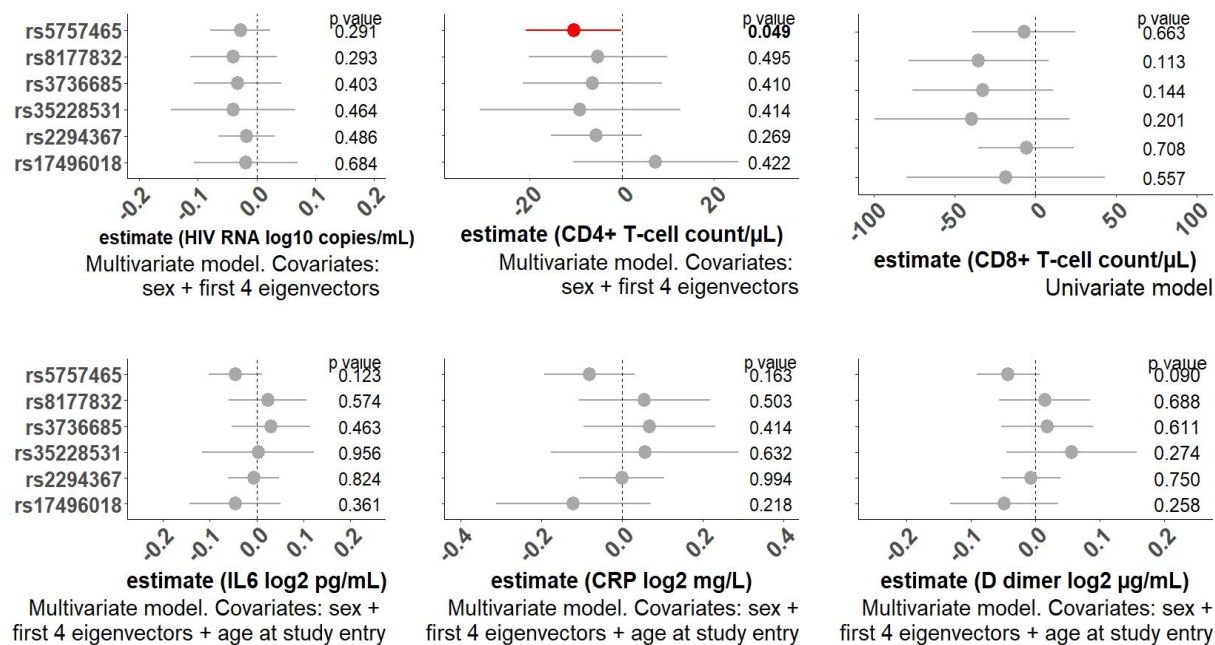 p value p value p value
rs5757465 0.291 0.049 0.663
rs8177832 0.293 0.495 0.113
rs3736685 0.403 0.410 0.144
rs35228531 0.464 0.414 0.201
rs2294367 0.486 0.269 0.708
rs17496018 0.684 0.422 0.557
-0.2 -0.1 0.0 0.1 0.2 -20 0 20 -100 -50 0 50 100
estimate (HIV RNA log10 copies/mL) estimate (CD4+ T-cell count/µL) estimate (CD8+ T-cell count/µL)
Multivariate model. Covariates: Multivariate model. Covariates: Univariate model
sex + first 4 eigenvectors sex + first 4 eigenvectors
p value p value p value
rs5757465 0.123 0.163 0.090
rs8177832 0.574 0.503 0.688
rs3736685 0.463 0.414 0.611
rs35228531 0.956 0.632 0.274
rs2294367 0.824 0.994 0.750
rs17496018 0.361 0.218 0.258
-0.2 -0.1 0.0 0.1 0.2 -0.4 -0.2 0.0 0.2 0.4 -0.2 -0.1 0.0 0.1 0.2
estimate (IL6 log2 pg/mL) estimate (CRP log2 mg/L) estimate (D dimer log2 µg/mL)
Multivariate model. Covariates: sex + Multivariate model. Covariates: sex + Multivariate model. Covariates: sex +
first 4 eigenvectors + age at study entry first 4 eigenvectors + age at study entry first 4 eigenvectors + age at study entry